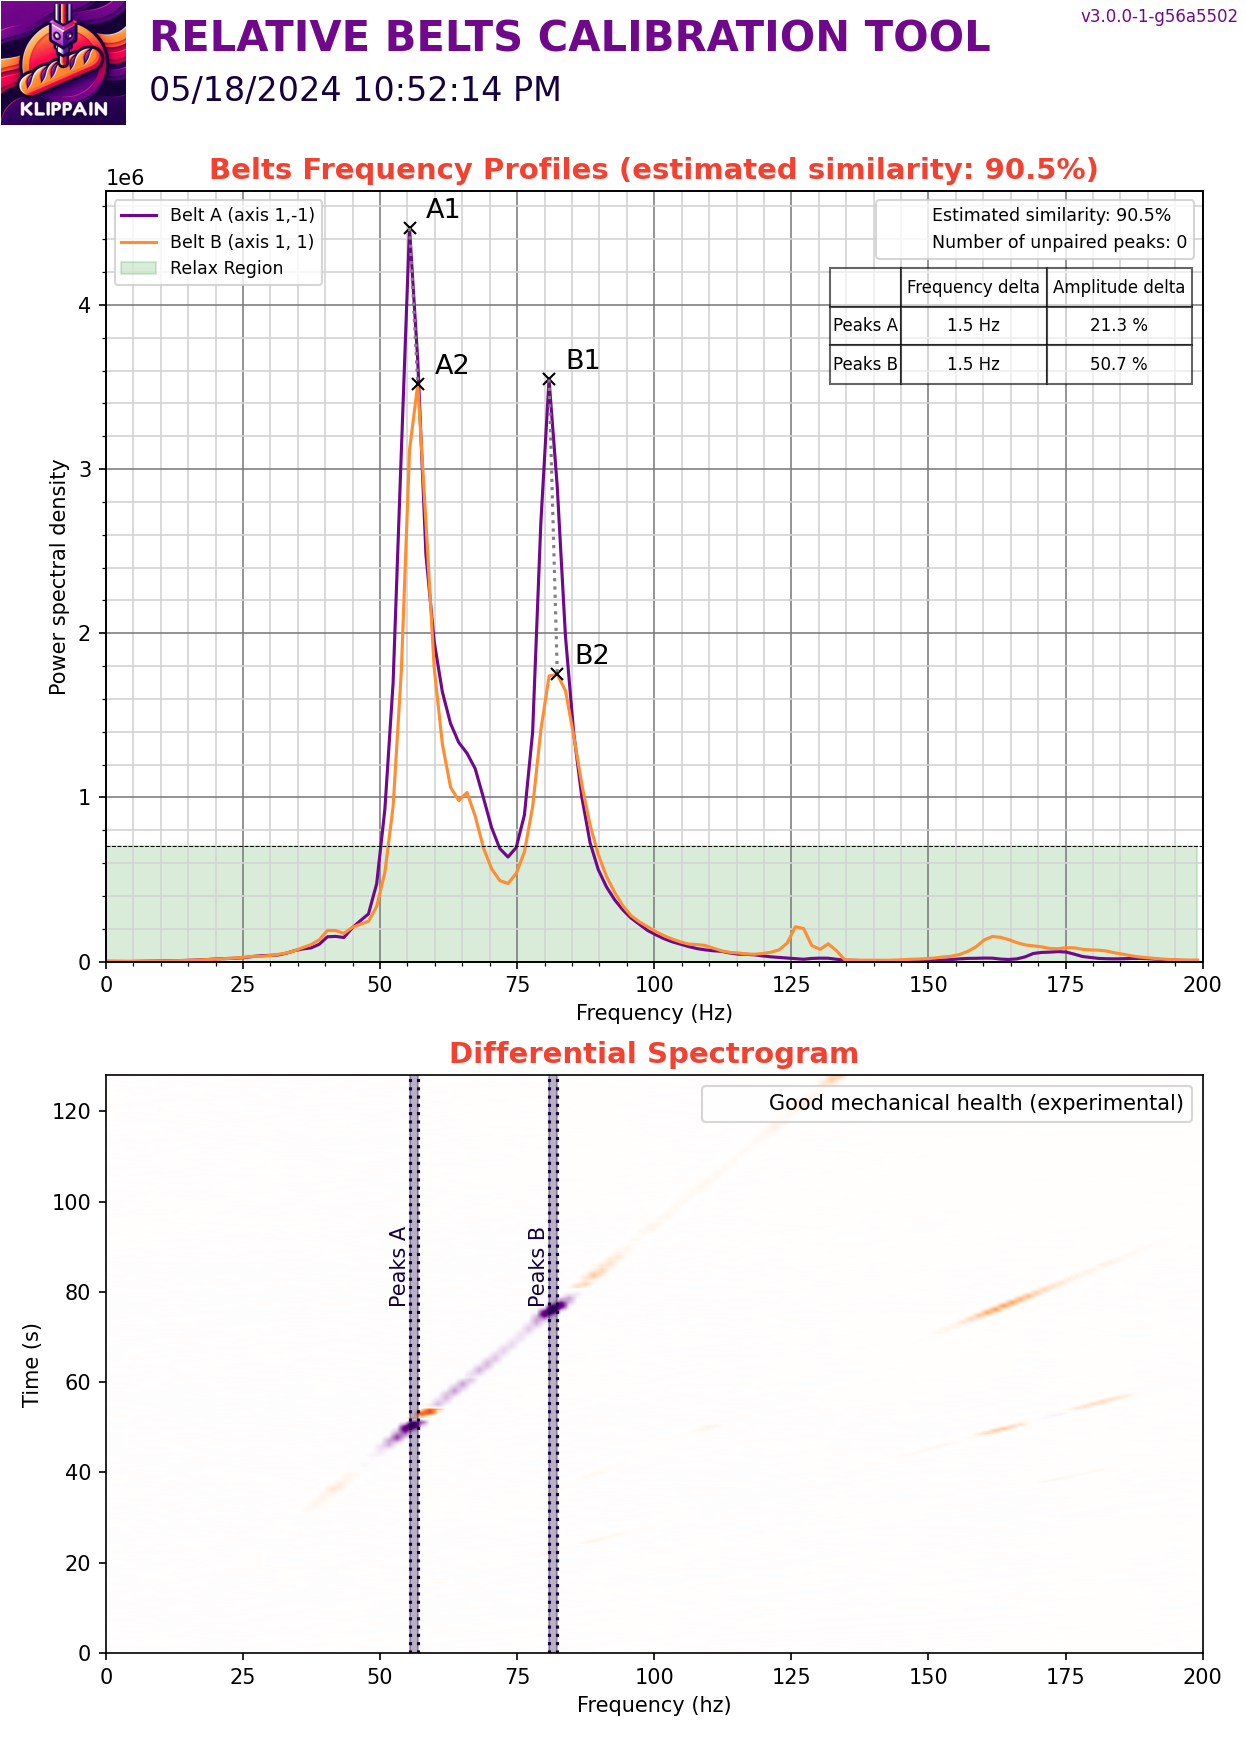 KLIPPAIN
RELATIVE BELTS CALIBRATION TOOL
v3.0.0-1-g56a5502
05/18/2024 10:52:14 PM
Belts Frequency Profiles (estimated similarity: 90.5%)
1e6
Belt A (axis 1,-1)
Belt B (axis 1, 1)
Relax Region
Estimated similarity: 90.5%
Number of unpaired peaks: 0
Frequency delta Amplitude delta
Peaks A 1.5 Hz 21.3 %
Peaks B 1.5 Hz 50.7 %
A1
A2
B1
B2
Power spectral density
4
3
2
1
0
0 25 50 75 100 125 150 175 200
Frequency (Hz)
Differential Spectrogram
Good mechanical health (experimental)
Peaks A
Peaks B
Time (s)
120
100
80
60
40
20
0
0 25 50 75 100 125 150 175 200
Frequency (hz)